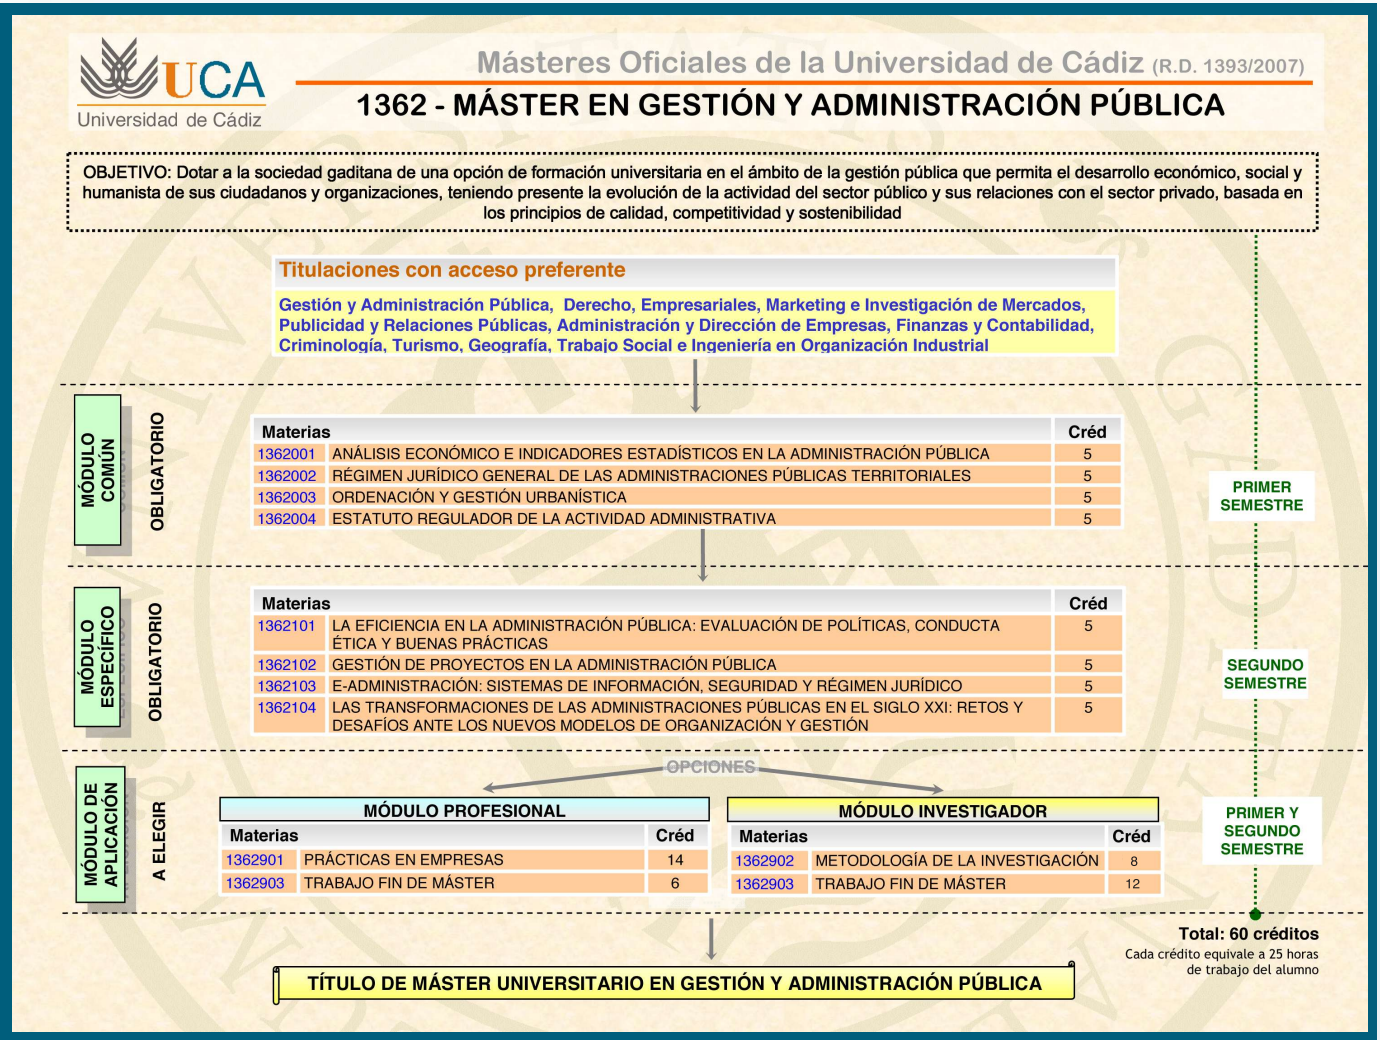 UCA
Universidad de Cádiz
Másteres Oficiales de la Universidad de Cádiz (R.D. 1393/2007)
1362 - MÁSTER EN GESTIÓN Y ADMINISTRACIÓN PÚBLICA
OBJETIVO: Dotar a la sociedad gaditana de una opción de formación universitaria en el ámbito de la gestión pública que permita el desarrollo económico, social y
humanista de sus ciudadanos y organizaciones, teniendo presente la evolución de la actividad del sector público y sus relaciones con el sector privado, basada en
los principios de calidad, competitividad y sostenibilidad
Titulaciones con acceso preferente
Gestión y Administración Pública, Derecho, Empresariales, Marketing e Investigación de Mercados,
Publicidad y Relaciones Públicas, Administración y Dirección de Empresas, Finanzas y Contabilidad,
Criminología, Turismo, Geografía, Trabajo Social e Ingeniería en Organización Industrial
MÓDULO
COMÚN
OBLIGATORIO
Materias Créd
1362001 ANÁLISIS ECONÓMICO E INDICADORES ESTADÍSTICOS EN LA ADMINISTRACIÓN PÚBLICA 5
1362002 RÉGIMEN JURÍDICO GENERAL DE LAS ADMINISTRACIONES PÚBLICAS TERRITORIALES 5
1362003 ORDENACIÓN Y GESTIÓN URBANÍSTICA 5
1362004 ESTATUTO REGULADOR DE LA ACTIVIDAD ADMINISTRATIVA 5
PRIMER
SEMESTRE
MÓDULO
ESPECÍFICO
OBLIGATORIO
Materias Créd
1362101 LA EFICIENCIA EN LA ADMINISTRACIÓN PÚBLICA: EVALUACIÓN DE POLÍTICAS, CONDUCTA 5
ÉTICA Y BUENAS PRÁCTICAS
1362102 GESTIÓN DE PROYECTOS EN LA ADMINISTRACIÓN PÚBLICA 5
1362103 E-ADMINISTRACIÓN: SISTEMAS DE INFORMACIÓN, SEGURIDAD Y RÉGIMEN JURÍDICO 5
1362104 LAS TRANSFORMACIONES DE LAS ADMINISTRACIONES PÚBLICAS EN EL SIGLO XXI: RETOS Y 5
DESAFÍOS ANTE LOS NUEVOS MODELOS DE ORGANIZACIÓN Y GESTIÓN
SEGUNDO
SEMESTRE
MÓDULO DE
APLICACIÓN
A ELEGIR
OPCIONES
MÓDULO PROFESIONAL
Materias Créd
1362901 PRÁCTICAS EN EMPRESAS 14
1362903 TRABAJO FIN DE MÁSTER 6
MÓDULO INVESTIGADOR
Materias Créd
1362902 METODOLOGÍA DE LA INVESTIGACIÓN 8
1362903 TRABAJO FIN DE MÁSTER 12
PRIMER Y
SEGUNDO
SEMESTRE
Total: 60 créditos
Cada crédito equivale a 25 horas
de trabajo del alumno
TÍTULO DE MÁSTER UNIVERSITARIO EN GESTIÓN Y ADMINISTRACIÓN PÚBLICA